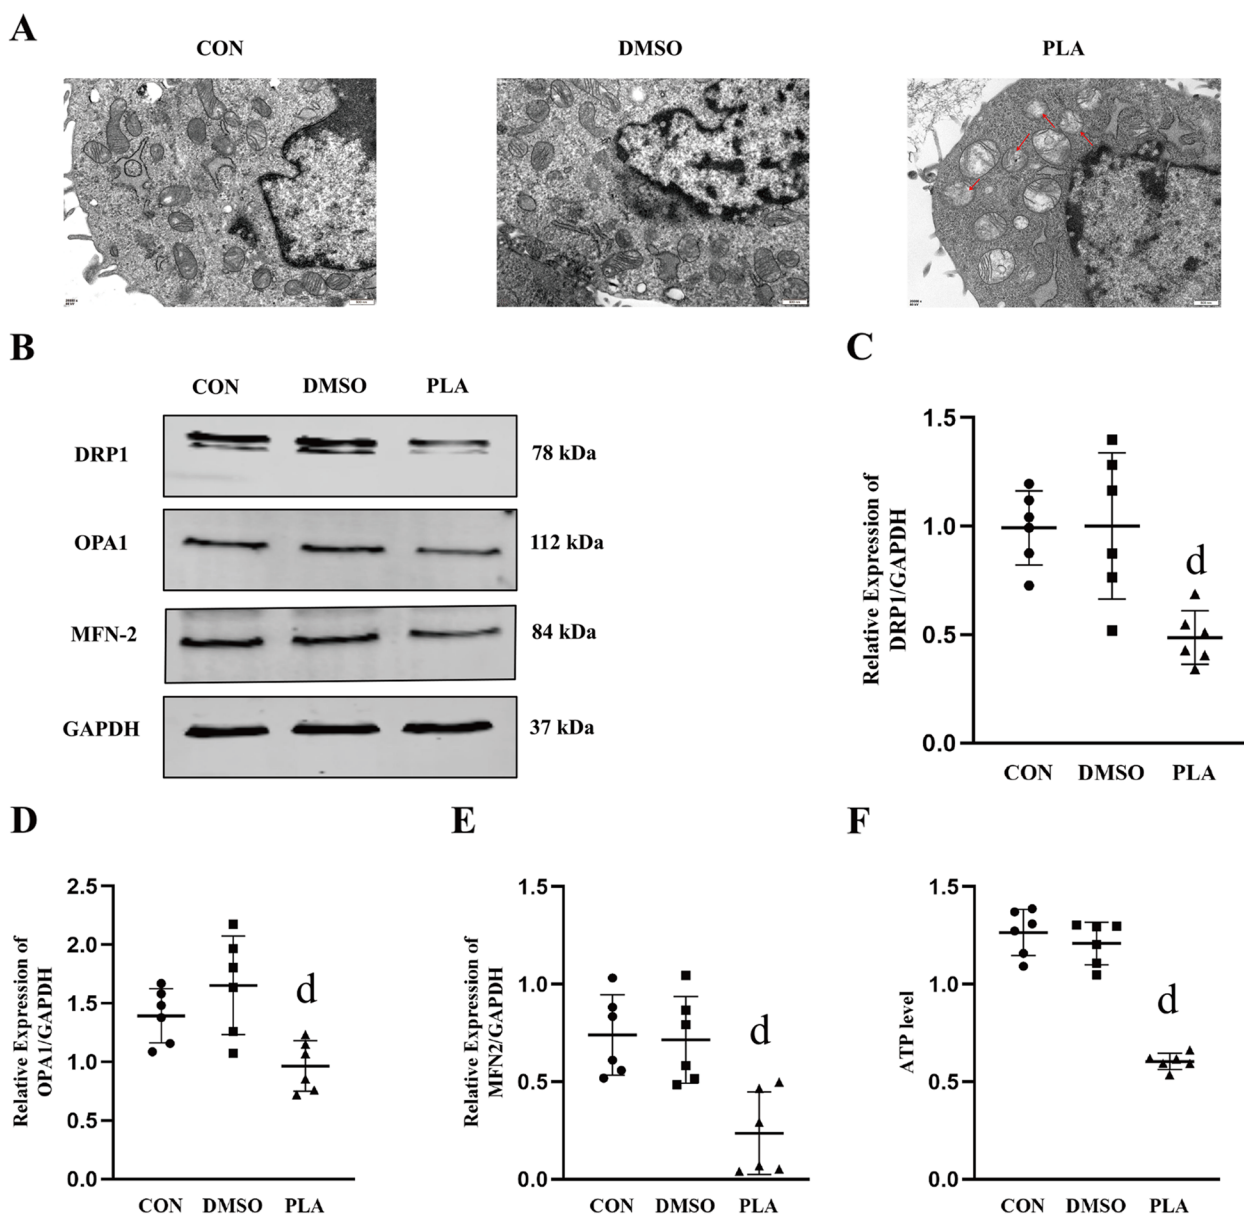 A
CON DMSO PLA
B
CON DMSO PLA
DRP1 78 kDa
OPA1 112 kDa
MFN-2 84 kDa
GAPDH 37 kDa
C
Relative Expression of
DRP1/GAPDH
1.5
1.0
0.5
0.0
d
CON DMSO PLA
D
Relative Expression of
OPA1/GAPDH
2.5
2.0
1.5
1.0
0.5
0.0
d
CON DMSO PLA
E
Relative Expression of
MFN2/GAPDH
1.5
1.0
0.5
0.0
d
CON DMSO PLA
F
ATP level
1.5
1.0
0.5
0.0
d
CON DMSO PLA